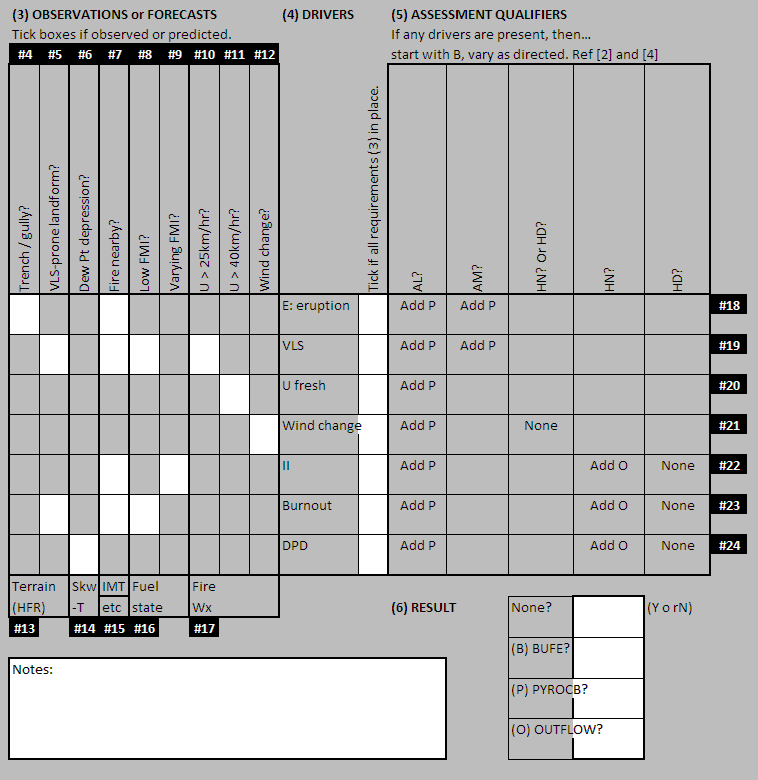 (3) OBSERVATIONS or FORECASTS
Tick boxes if observed or predicted.
(4) DRIVERS
(5) ASSESSMENT QUALIFIERS
If any drivers are present, then...
start with B, vary as directed. Ref [2] and [4]
#4 #5 #6 #7 #8 #9 #10 #11 #12
Trench / gully?
VLS-prone landform?
Dew Pt depression?
Fire nearby?
Low FMI?
Varying FMI?
U > 25km/hr?
U > 40km/hr?
Wind change?
Tick if all requirements (3) in place.
AL?
AM?
HN? Or HD?
HN?
HD?
E: eruption Add P Add P #18
VLS Add P Add P #19
U fresh Add P #20
Wind change Add P None #21
II Add P Add O None #22
Burnout Add P Add O None #23
DPD Add P Add O None #24
Terrain Skw IMT Fuel Fire
(HFR) -T etc state Wx
#13 #14 #15 #16 #17
(6) RESULT
None? (Y o rN)
(B) BUFE?
(P) PYROCB?
(O) OUTFLOW?
Notes: